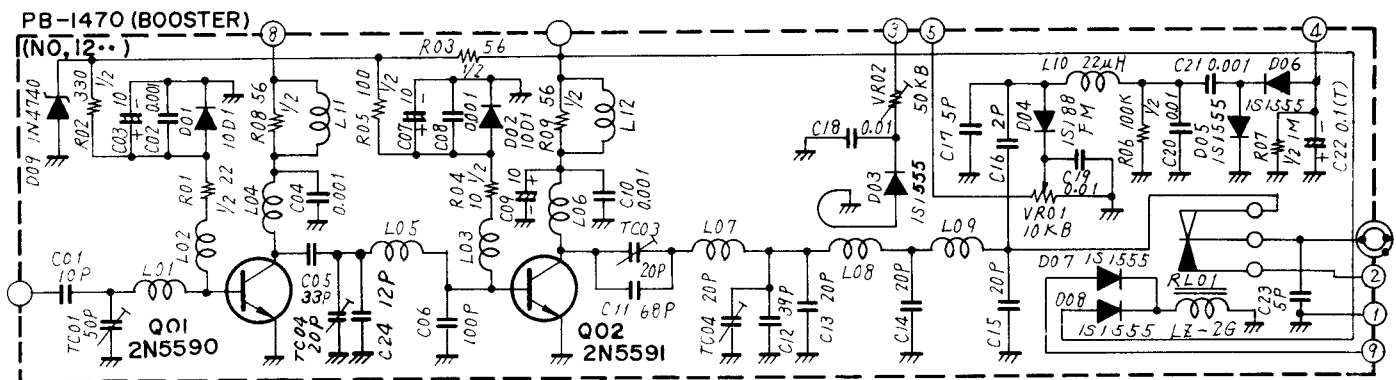 PB-1470 (BOOSTER)
(NO, 12··)
8
3
5
4
R03 56
1/2
D09 1N4740
R02 330
1/2
C03 10
C02 0.001
D01
10D1
R08 56
1/2
L11
R05 100
1/2
C07 10
C08
0.001
D02
10D1
R09 56
1/2
L12
VR02
50KB
C18 0.01
D03
1S1555
L10 22μH
C17 5P
C16 2P
D04
1S188
FM
C19
0.01
VR01
10KB
R06 100K
1/2
C20 0.01
C21 0.001
D05
1S1555
D06
1S1555
R07
1/2 1M
C22 0.1(T)
R01
1/2 22
L04
C04
0.001
L02
R04
10 1/2
C09 10
L03
L06
C10
0.001
C01
10P
TC01
50P
L01
Q01
2N5590
C05
33P
TC04
20P
C24 12P
L05
C06
100P
Q02
2N5591
TC03
20P
C11 68P
L07
TC04 20P
C12 39P
C13 20P
L08
C14 20P
L09
C15 20P
D07 1S1555
D08
1S1555
RL01
LZ-2G
C23
5P
2
1
9